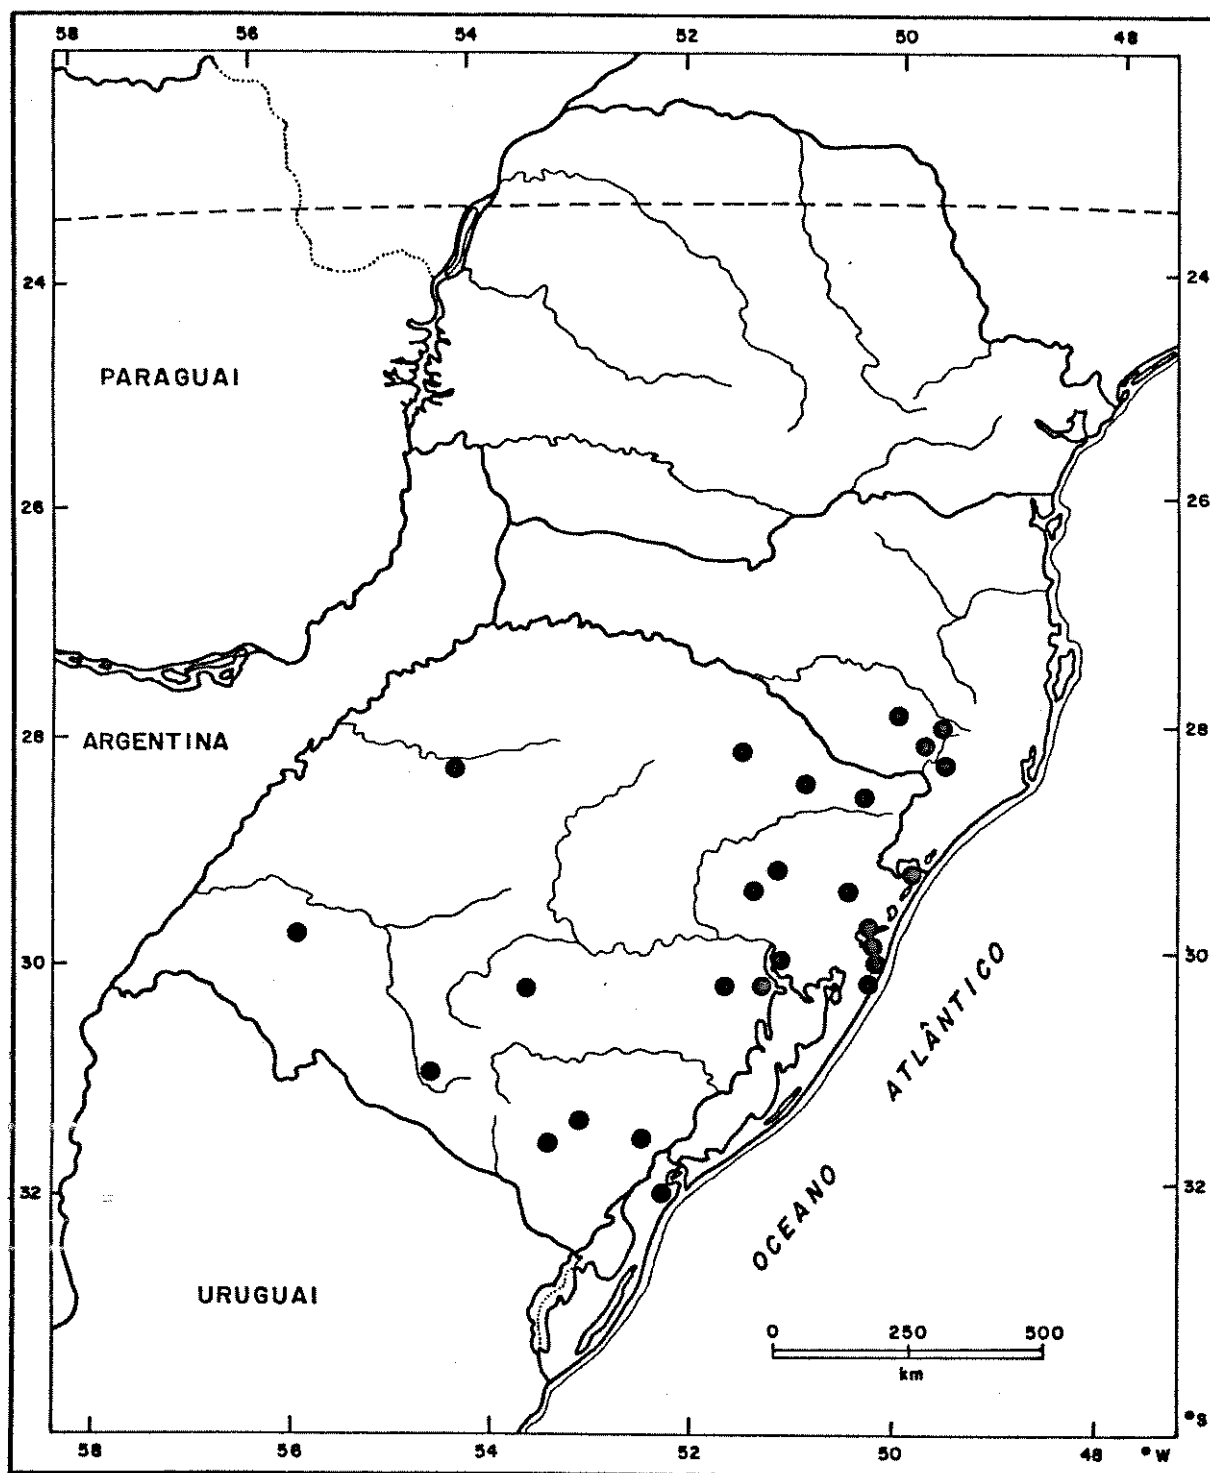 58 56 54 52 50 48
24 24
PARAGUAI
26 26
28 28
ARGENTINA
30 30
ATLÂNTICO
OCEANO
32 32
URUGUAI
0 250 500
km
°S
58 56 54 52 50 48 °W